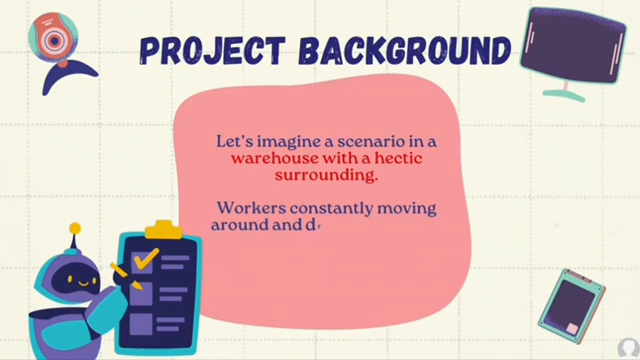 PROJECT BACKGROUND
Let's imagine a scenario in a
warehouse with a hectic
surrounding.
Workers constantly moving
around and d